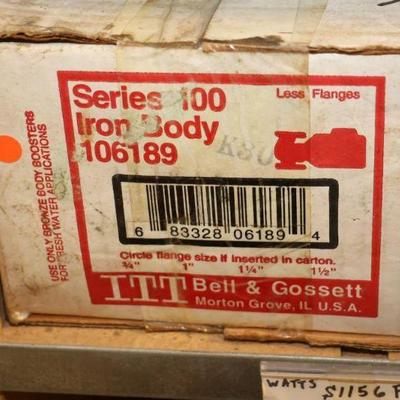 Series 100
Less Flanges
Iron Body
106189
K80
USE ONLY BRONZE BODY BOOSTERS
FOR FRESH WATER APPLICATIONS
6 83328 06189 4
Circle flange size if inserted in carton.
¾" 1" 1¼" 1½"
ITT Bell & Gossett
Morton Grove, IL U.S.A.
WATTS
S1156F